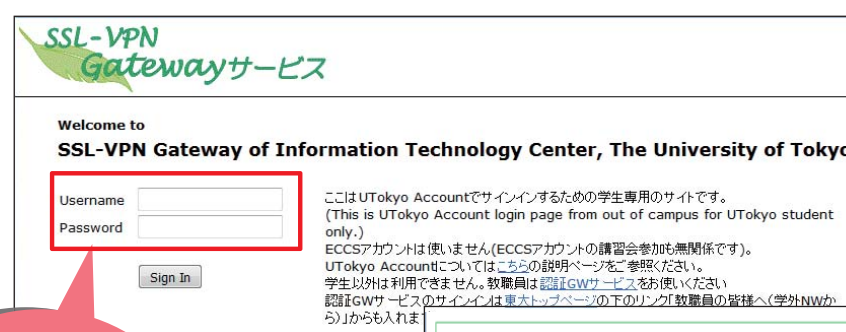 SSL-VPN
Gatewayサービス
Welcome to
SSL-VPN Gateway of Information Technology Center, The University of Tokyo
Username
Password
Sign In
ここはUTokyo Accountでサインインするための学生専用のサイトです。
(This is UTokyo Account login page from out of campus for UTokyo student
only.)
ECCSアカウントは使いません(ECCSアカウントの講習会参加も無関係です)。
UTokyo Accountについてはこちらの説明ページをご参照ください。
学生以外は利用できません。教職員は認証GWサービスをお使いください
認証GWサービスのサインインは東大トップページの下のリンク「教職員の皆様へ(学外NWか
ら)」からも入れま